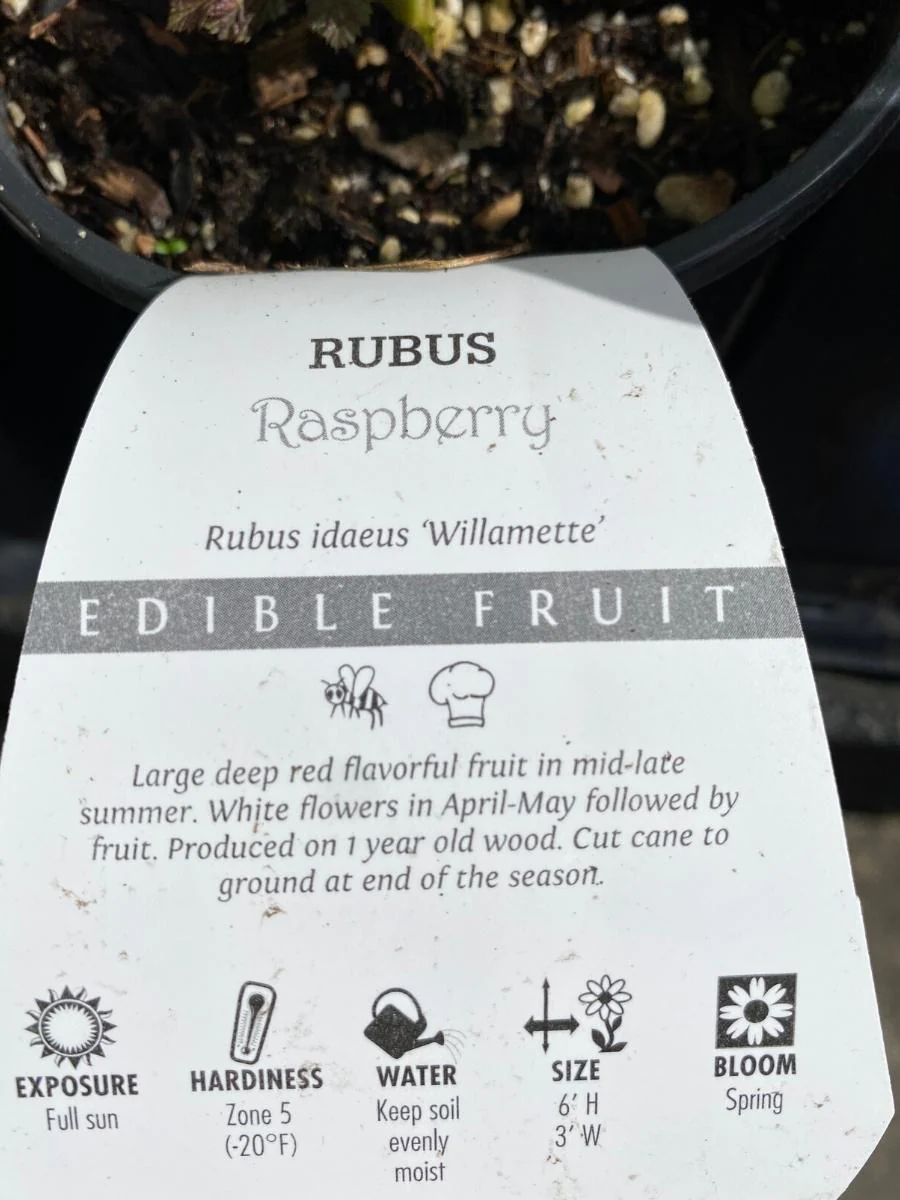 RUBUS
Raspberry
Rubus idaeus ‘Willamette’
EDIBLE FRUIT
Large deep red flavorful fruit in mid-late
summer. White flowers in April-May followed by
fruit. Produced on 1 year old wood. Cut cane to
ground at end of the season.
EXPOSURE
Full sun
HARDINESS
Zone 5
(-20°F)
WATER
Keep soil
evenly
moist
SIZE
6’ H
3’ W
BLOOM
Spring